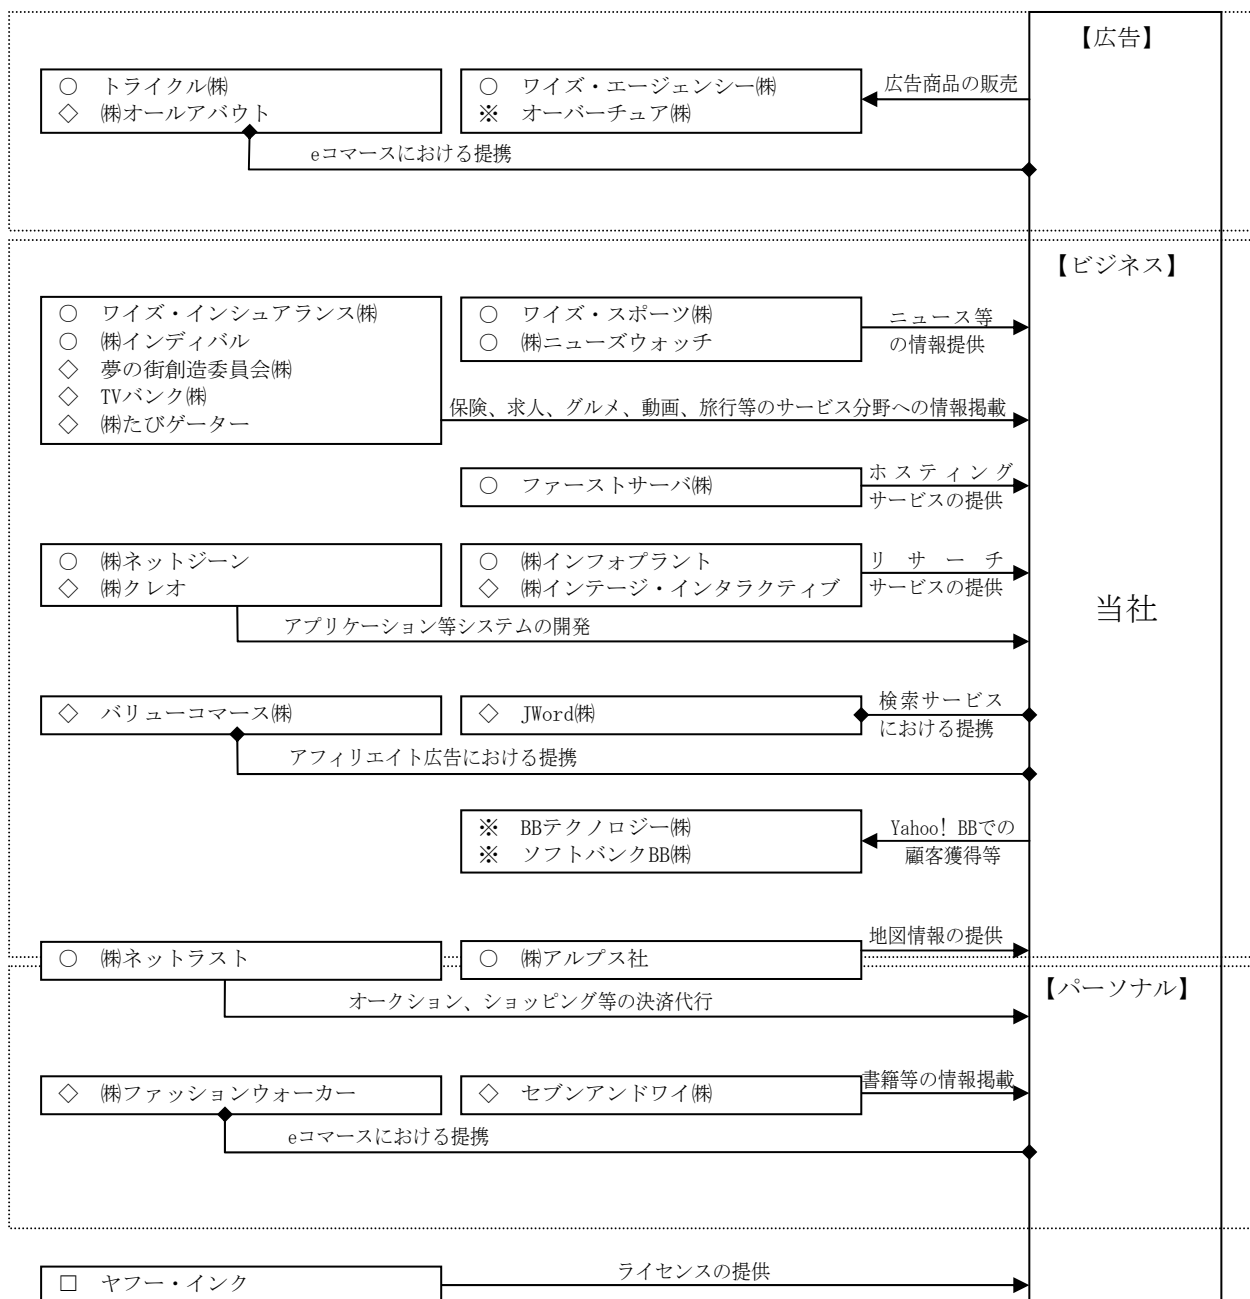 【広告】
○ トライクル㈱
◇ ㈱オールアバウト
○ ワイズ・エージェンシー㈱
※ オーバーチュア㈱
広告商品の販売
eコマースにおける提携
【ビジネス】
○ ワイズ・インシュアランス㈱
○ ㈱インディバル
◇ 夢の街創造委員会㈱
◇ TVバンク㈱
◇ ㈱たびゲーター
○ ワイズ・スポーツ㈱
○ ㈱ニューズウォッチ
ニュース等
の情報提供
保険、求人、グルメ、動画、旅行等のサービス分野への情報掲載
○ ファーストサーバ㈱
ホスティング
サービスの提供
○ ㈱ネットジーン
◇ ㈱クレオ
○ ㈱インフォプラント
◇ ㈱インテージ・インタラクティブ
リサーチ
サービスの提供
アプリケーション等システムの開発
当社
◇ バリューコマース㈱
◇ JWord㈱
検索サービス
における提携
アフィリエイト広告における提携
※ BBテクノロジー㈱
※ ソフトバンクBB㈱
Yahoo! BBでの
顧客獲得等
○ ㈱ネットラスト
○ ㈱アルプス社
地図情報の提供
【パーソナル】
オークション、ショッピング等の決済代行
◇ ㈱ファッションウォーカー
◇ セブンアンドワイ㈱
書籍等の情報掲載
eコマースにおける提携
□ ヤフー・インク
ライセンスの提供